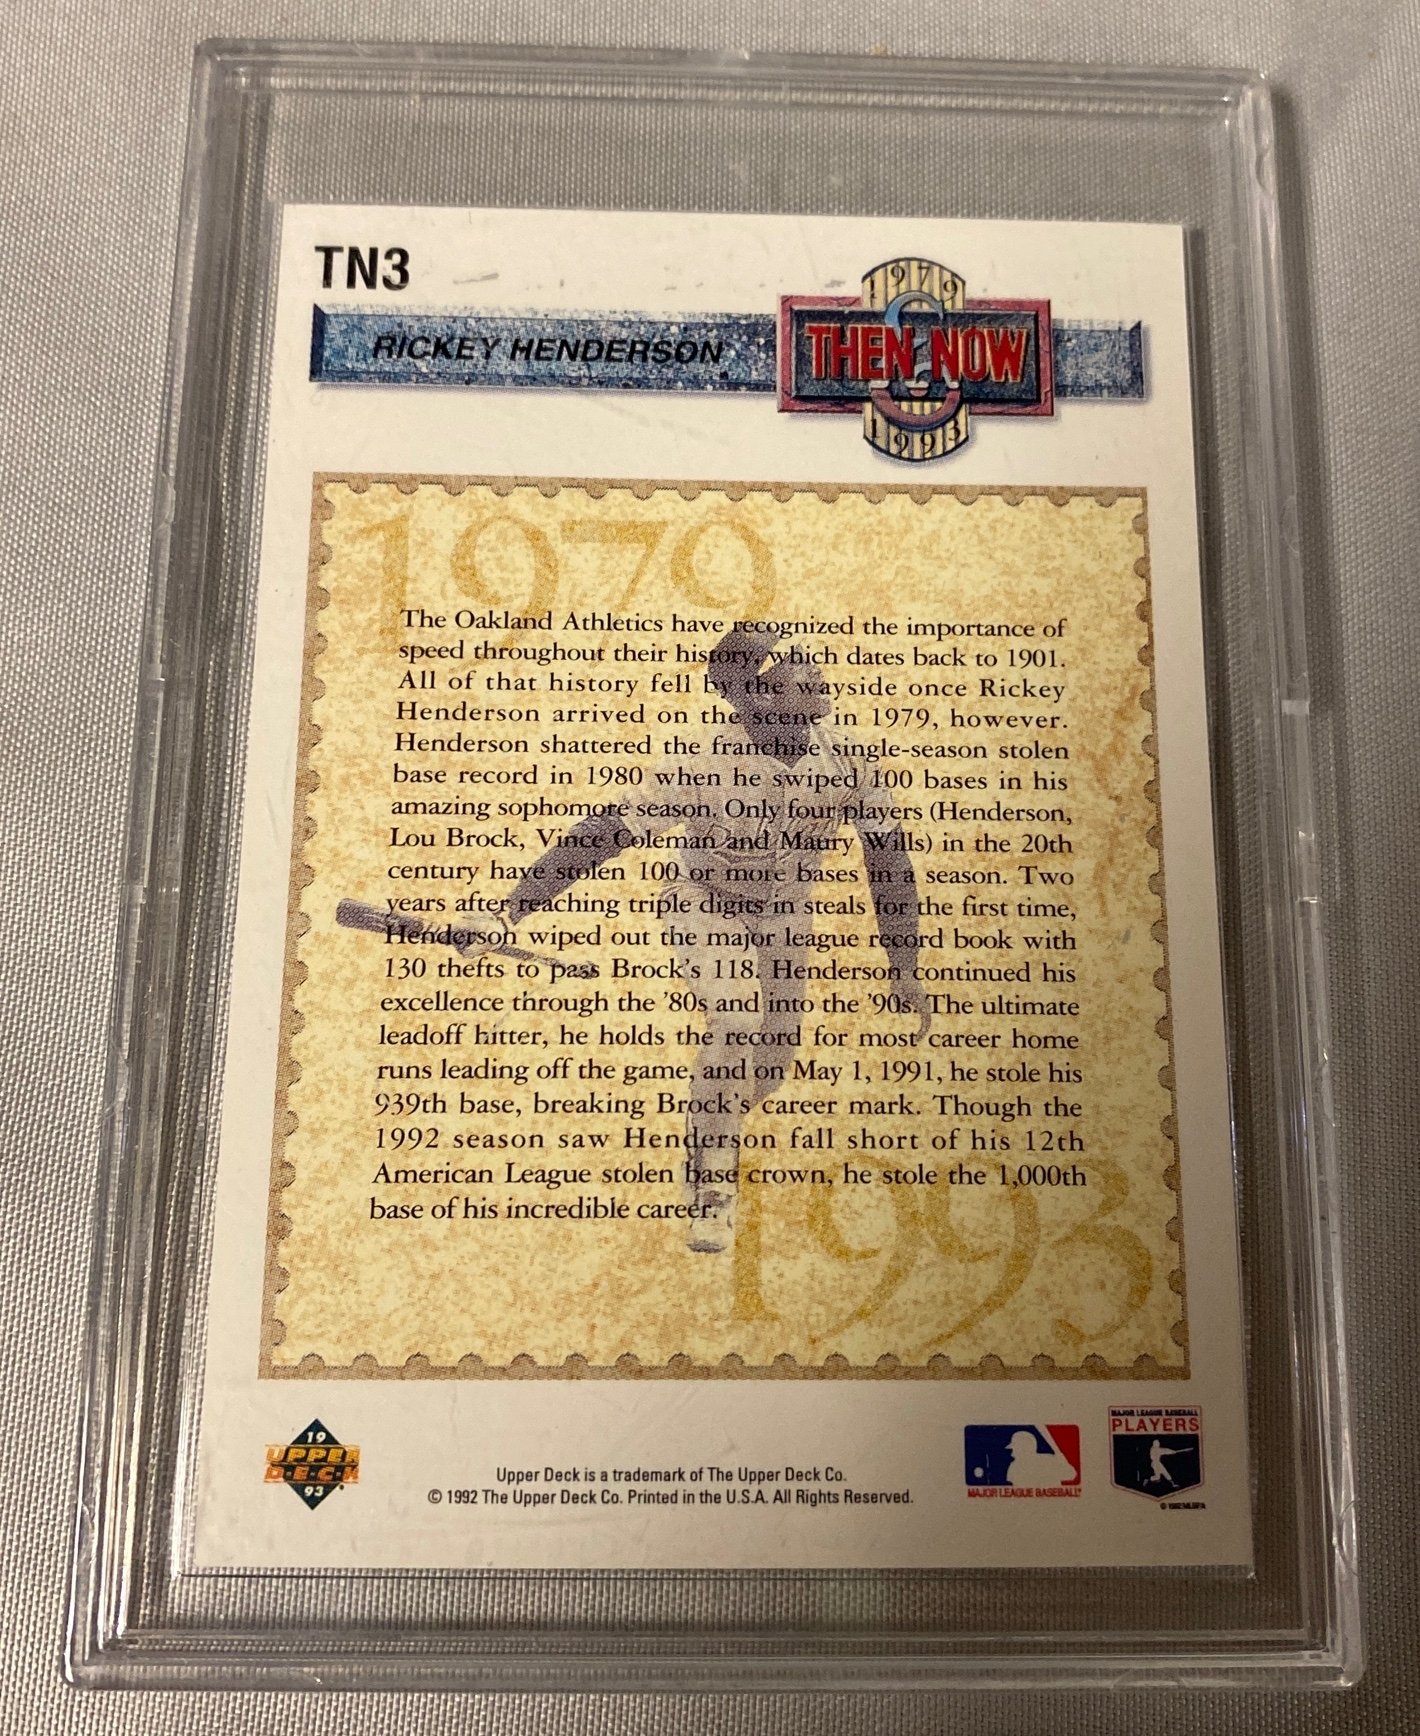 TN3
RICKEY HENDERSON
1979
THEN & NOW
1993
1979
The Oakland Athletics have recognized the importance of
speed throughout their history, which dates back to 1901.
All of that history fell by the wayside once Rickey
Henderson arrived on the scene in 1979, however.
Henderson shattered the franchise single-season stolen
base record in 1980 when he swiped 100 bases in his
amazing sophomore season. Only four players (Henderson,
Lou Brock, Vince Coleman and Maury Wills) in the 20th
century have stolen 100 or more bases in a season. Two
years after reaching triple digits in steals for the first time,
Henderson wiped out the major league record book with
130 thefts to pass Brock's 118. Henderson continued his
excellence through the '80s and into the '90s. The ultimate
leadoff hitter, he holds the record for most career home
runs leading off the game, and on May 1, 1991, he stole his
939th base, breaking Brock's career mark. Though the
1992 season saw Henderson fall short of his 12th
American League stolen base crown, he stole the 1,000th
base of his incredible career.
1993
19
UPPER
DECK
93
Upper Deck is a trademark of The Upper Deck Co.
© 1992 The Upper Deck Co. Printed in the U.S.A. All Rights Reserved.
MAJOR LEAGUE BASEBALL
MAJOR LEAGUE BASEBALL
PLAYERS